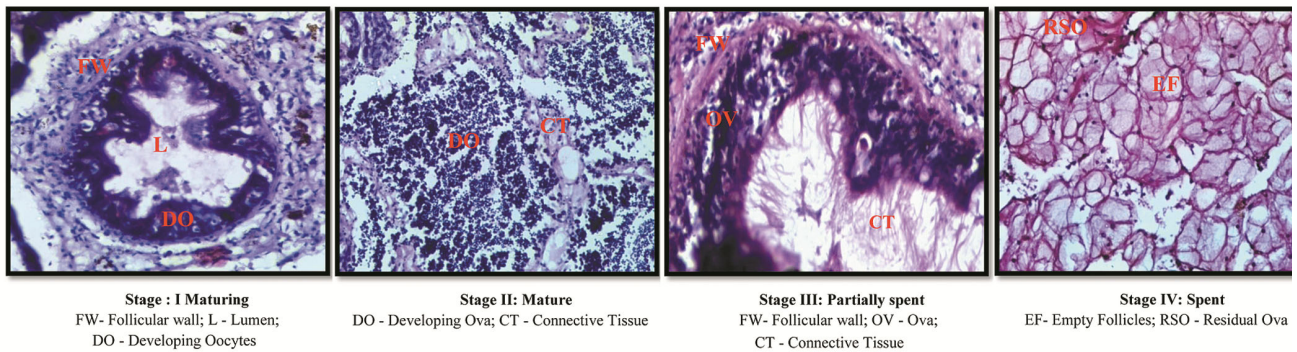 FW
L
DO
DO
CT
FW
OV
CT
RSO
EF
Stage : I Maturing
FW- Follicular wall; L - Lumen;
DO - Developing Oocytes
Stage II: Mature
DO - Developing Ova; CT - Connective Tissue
Stage III: Partially spent
FW- Follicular wall; OV - Ova;
CT - Connective Tissue
Stage IV: Spent
EF- Empty Follicles; RSO - Residual Ova